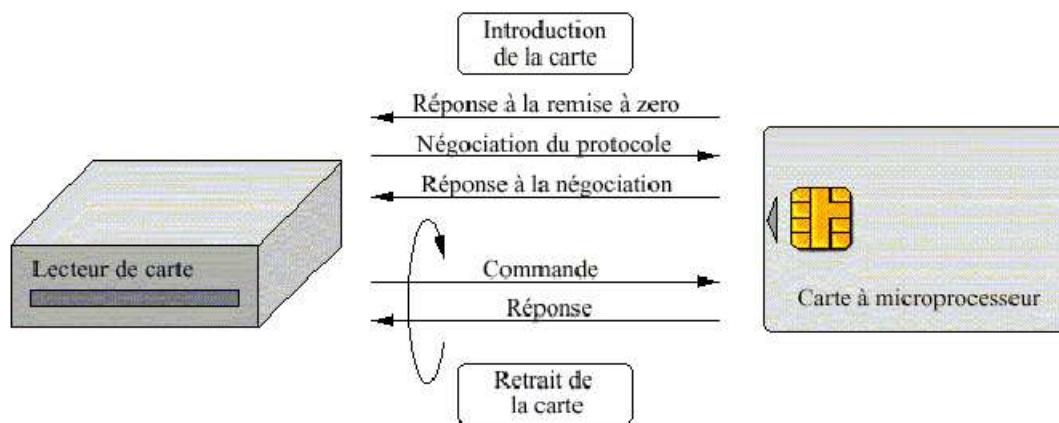 Introduction
de la carte
Réponse à la remise à zero
Négociation du protocole
Réponse à la négociation
Lecteur de carte
Commande
Réponse
Carte à microprocesseur
Retrait de
la carte